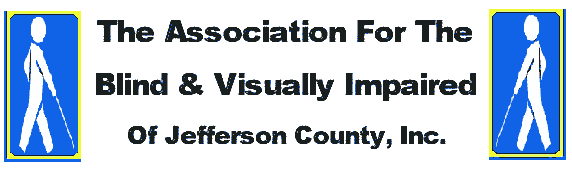 The Association For The
Blind & Visually Impaired
Of Jefferson County, Inc.